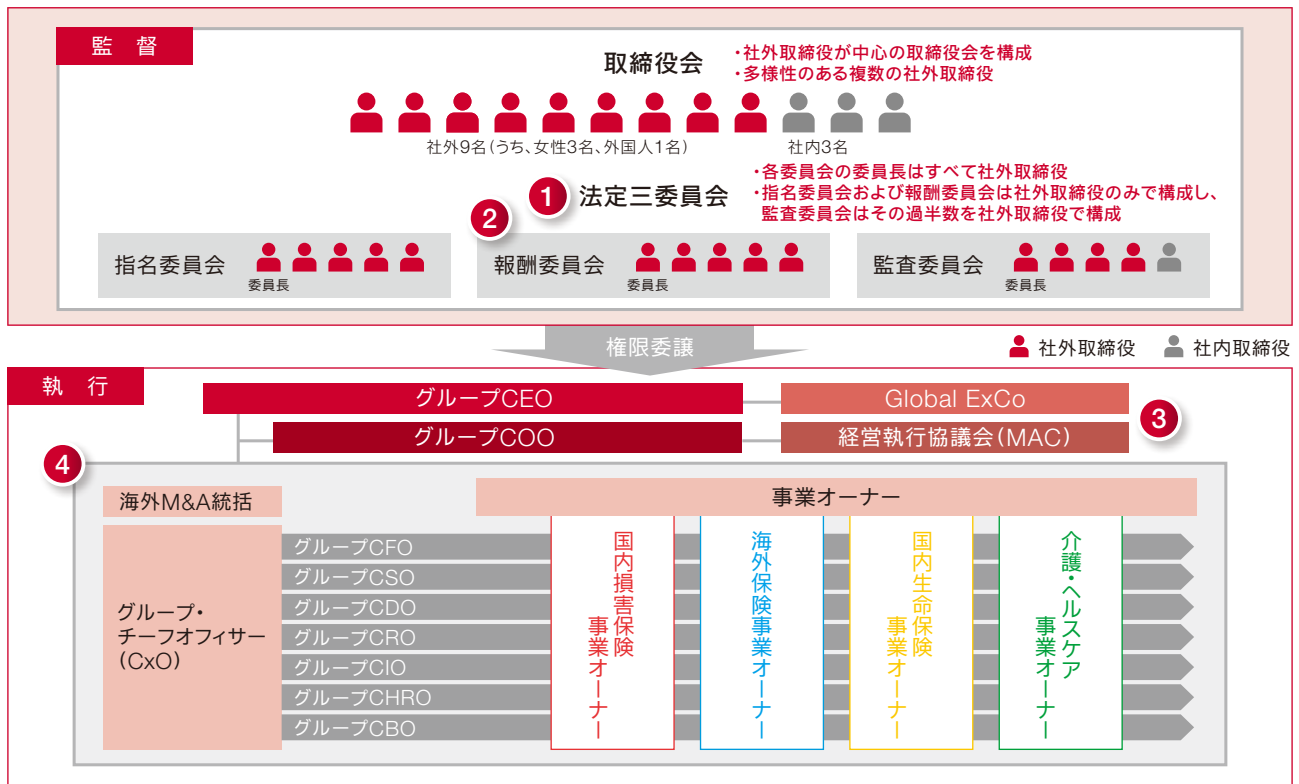 監 督
取締役会
・社外取締役が中心の取締役会を構成
・多様性のある複数の社外取締役
社外9名(うち、女性3名、外国人1名)
社内3名
1
法定三委員会
・各委員会の委員長はすべて社外取締役
・指名委員会および報酬委員会は社外取締役のみで構成し、
監査委員会はその過半数を社外取締役で構成
2
指名委員会
委員長
報酬委員会
委員長
監査委員会
委員長
権限委譲
社外取締役
社内取締役
執 行
グループCEO
Global ExCo
グループCOO
経営執行協議会(MAC)
3
4
海外M&A統括
事業オーナー
グループ・
チーフオフィサー
(CxO)
グループCFO
グループCSO
グループCDO
グループCRO
グループCIO
グループCHRO
グループCBO
国内損害保険
事業オーナー
海外保険事業オーナー
国内生命保険
事業オーナー
介護・ヘルスケア
事業オーナー